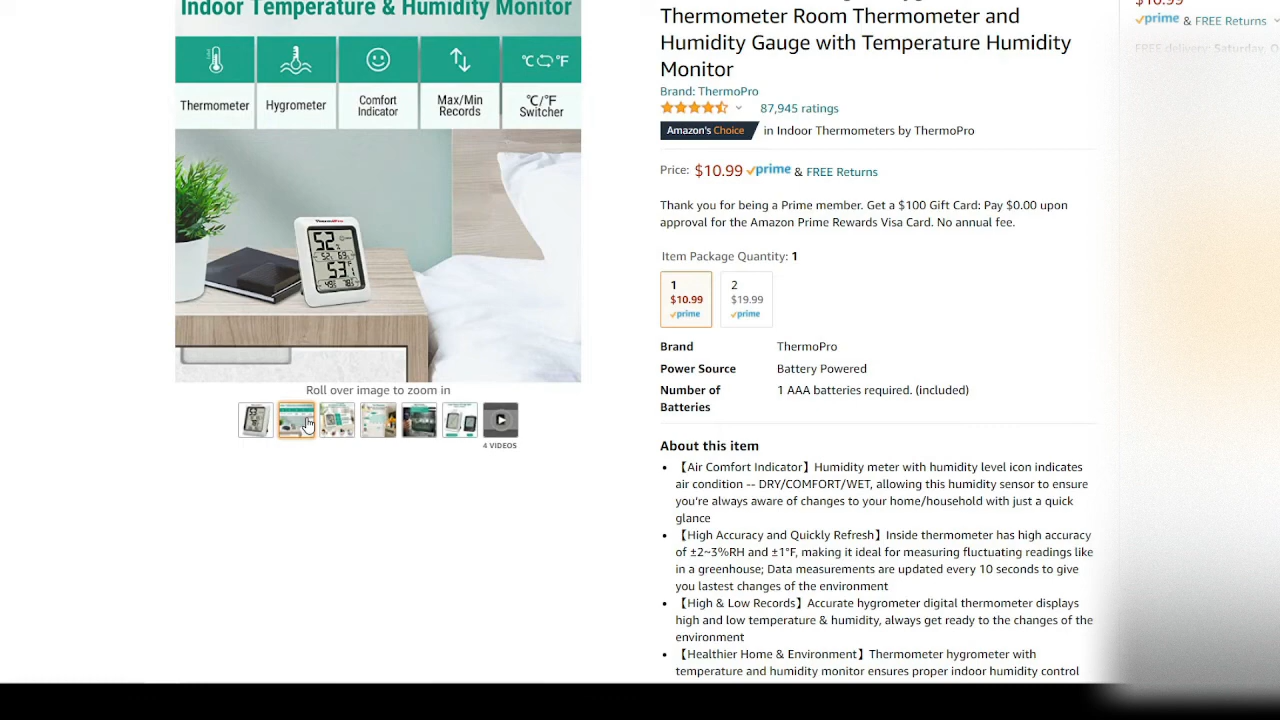 Indoor Temperature & Humidity Monitor
Thermometer
Hygrometer
Comfort
Indicator
Max/Min
Records
°C °F
°C/°F
Switcher
ThermoPro
52
Roll over image to zoom in
4 VIDEOS
Thermometer Room Thermometer and
Humidity Gauge with Temperature Humidity
Monitor
Brand: ThermoPro
87,945 ratings
Amazon's Choice in Indoor Thermometers by ThermoPro
Price: $10.99 prime & FREE Returns
Thank you for being a Prime member. Get a $100 Gift Card: Pay $0.00 upon
approval for the Amazon Prime Rewards Visa Card. No annual fee.
Item Package Quantity: 1
1
$10.99
prime
2
$19.99
prime
Brand ThermoPro
Power Source Battery Powered
Number of Batteries 1 AAA batteries required. (included)
About this item
【Air Comfort Indicator】Humidity meter with humidity level icon indicates
air condition -- DRY/COMFORT/WET, allowing this humidity sensor to ensure
you're always aware of changes to your home/household with just a quick
glance
【High Accuracy and Quickly Refresh】Inside thermometer has high accuracy
of ±2~3%RH and ±1°F, making it ideal for measuring fluctuating readings like
in a greenhouse; Data measurements are updated every 10 seconds to give
you lastest changes of the environment
【High & Low Records】Accurate hygrometer digital thermometer displays
high and low temperature & humidity, always get ready to the changes of the
environment
【Healthier Home & Environment】Thermometer hygrometer with
temperature and humidity monitor ensures proper indoor humidity control
prime & FREE Returns
FREE delivery: Saturday,